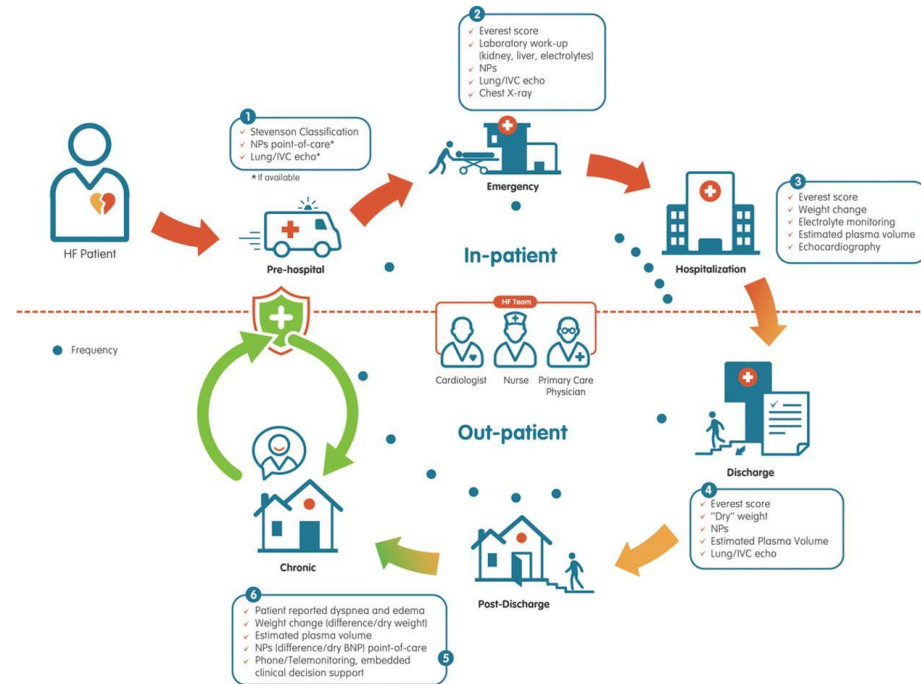 2
Everest score
Laboratory work-up
(kidney, liver, electrolytes)
NPs
Lung/IVC echo
Chest X-ray
1
Stevenson Classification
NPs point-of-care*
Lung/IVC echo*
* If available
HF Patient
Pre-hospital
Emergency
In-patient
Hospitalization
3
Everest score
Weight change
Electrolyte monitoring
Estimated plasma volume
Echocardiography
HF Team
Cardiologist
Nurse
Primary Care
Physician
Frequency
Out-patient
Discharge
4
Everest score
"Dry" weight
NPs
Estimated Plasma Volume
Lung/IVC echo
Post-Discharge
Chronic
6
Patient reported dyspnea and edema
Weight change (difference/dry weight)
Estimated plasma volume
NPs (difference/dry BNP) point-of-care
Phone/Telemonitoring, embedded
clinical decision support
5